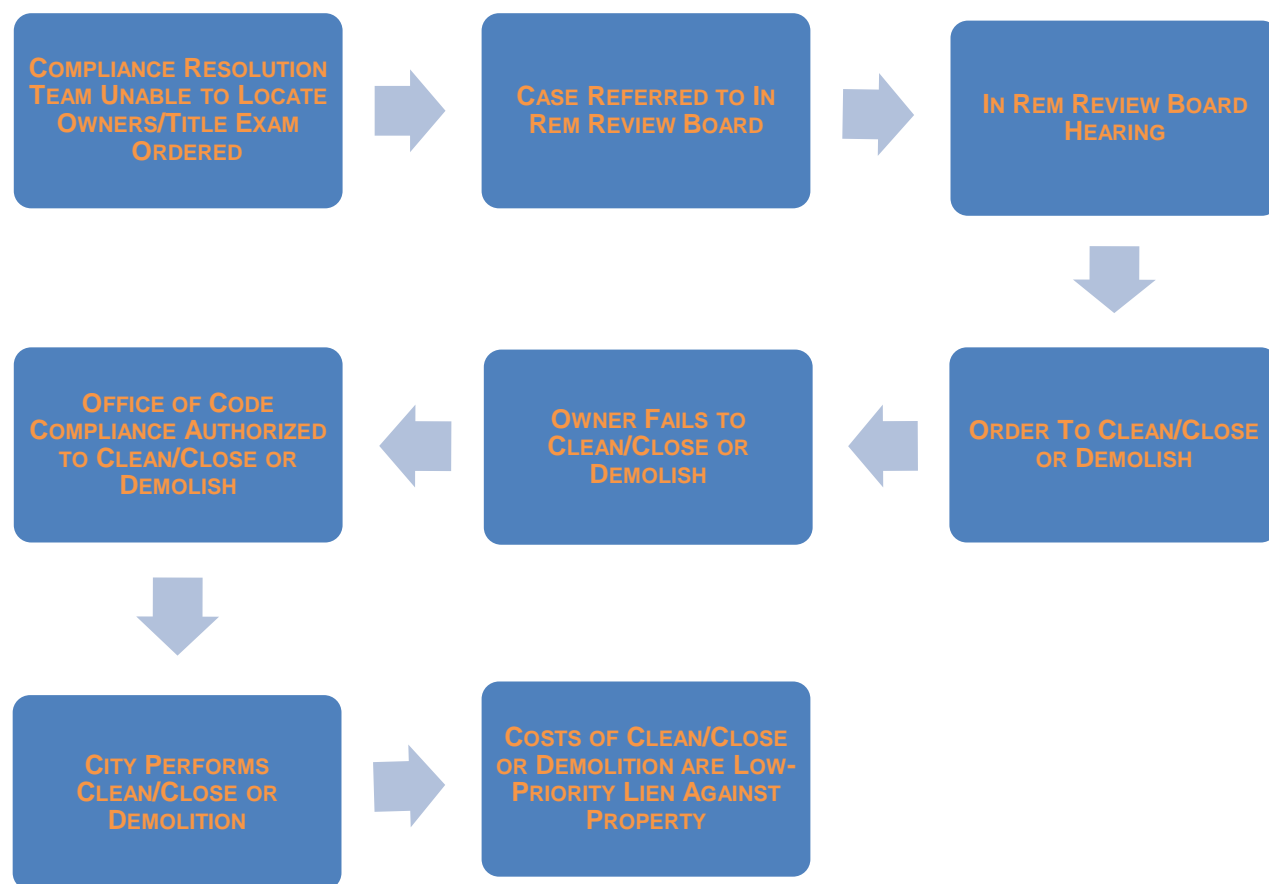 COMPLIANCE RESOLUTION
TEAM UNABLE TO LOCATE
OWNERS/TITLE EXAM
ORDERED
CASE REFERRED TO IN
REM REVIEW BOARD
IN REM REVIEW BOARD
HEARING
ORDER TO CLEAN/CLOSE
OR DEMOLISH
OWNER FAILS TO
CLEAN/CLOSE OR
DEMOLISH
OFFICE OF CODE
COMPLIANCE AUTHORIZED
TO CLEAN/CLOSE OR
DEMOLISH
CITY PERFORMS
CLEAN/CLOSE OR
DEMOLITION
COSTS OF CLEAN/CLOSE
OR DEMOLITION ARE LOW-
PRIORITY LIEN AGAINST
PROPERTY